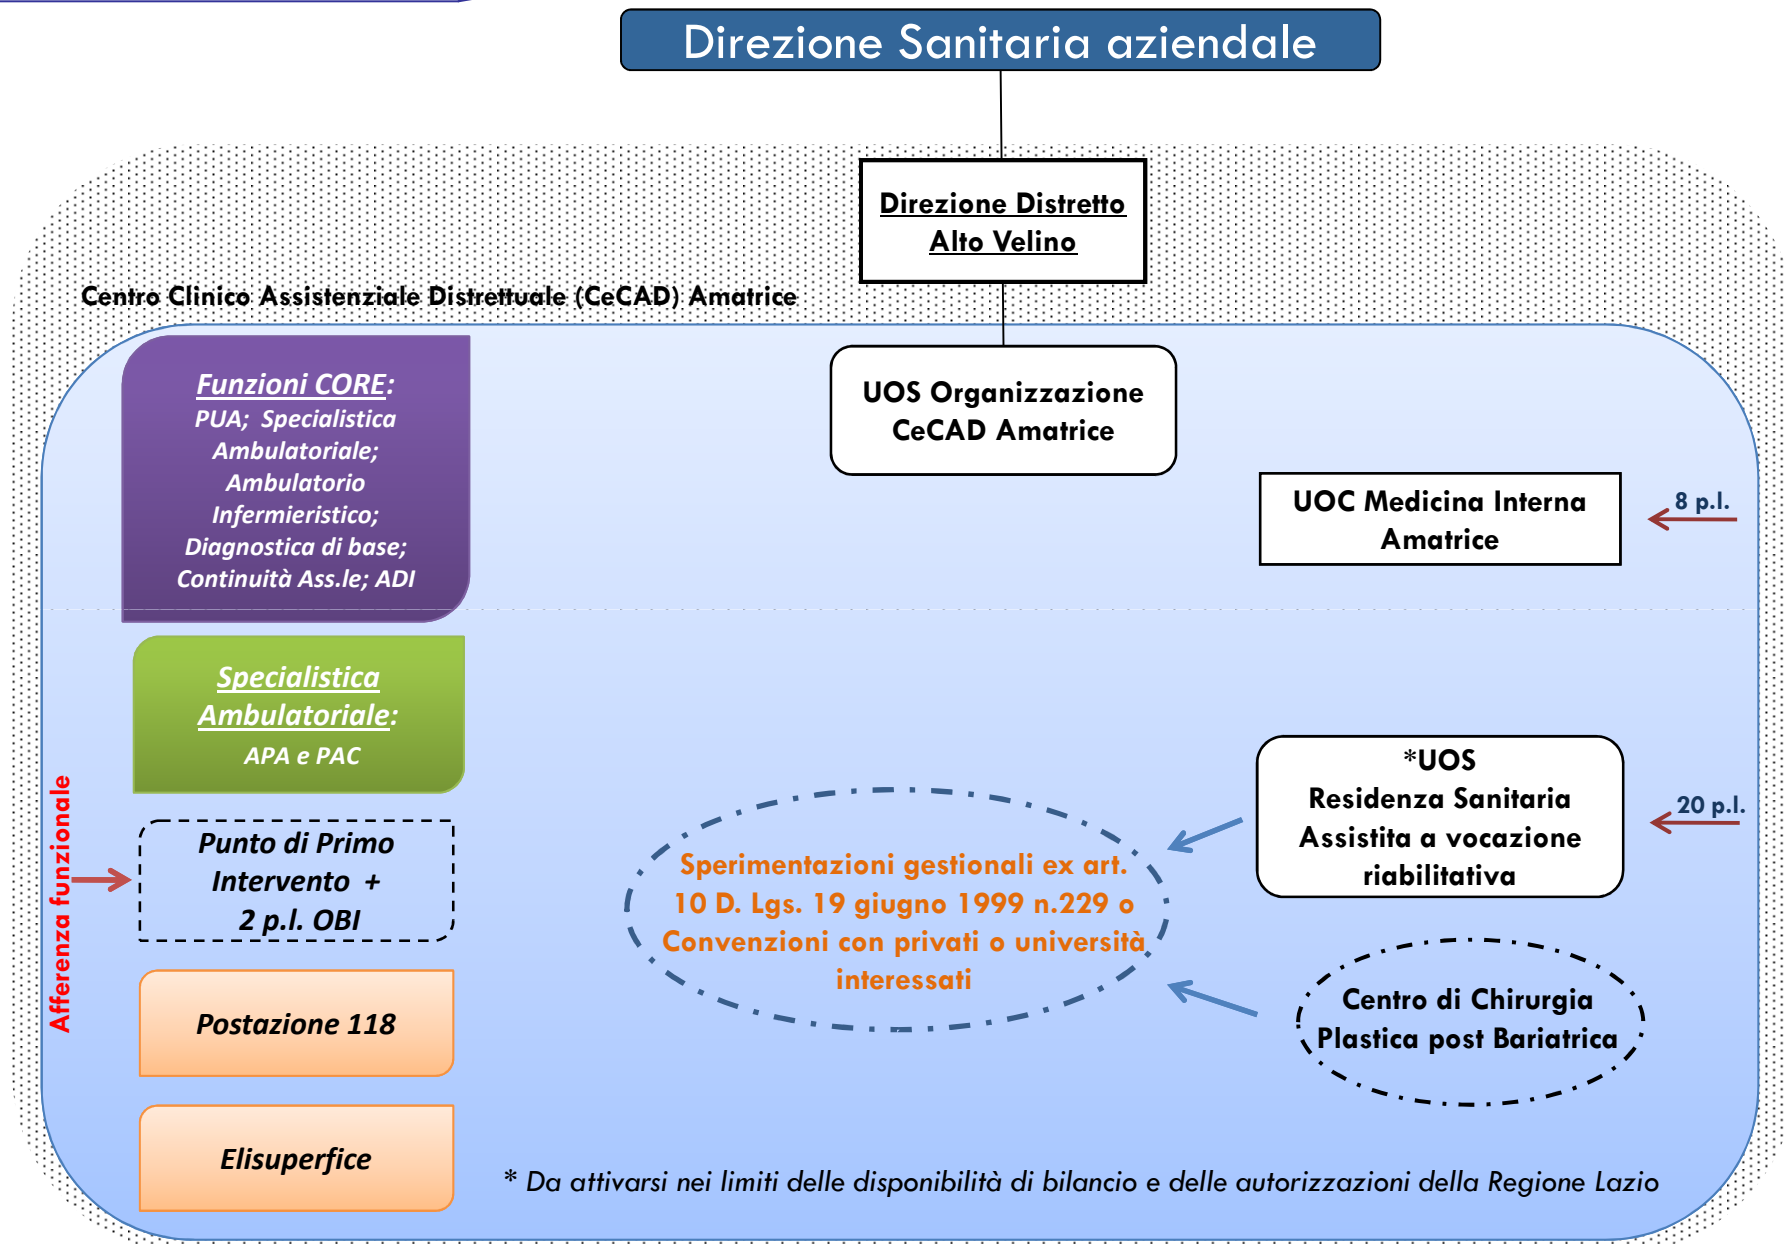 Direzione Sanitaria aziendale
Direzione Distretto
Alto Velino
Centro Clinico Assistenziale Distrettuale (CeCAD) Amatrice
Funzioni CORE:
PUA; Specialistica
Ambulatoriale;
Ambulatorio
Infermieristico;
Diagnostica di base;
Continuità Ass.le; ADI
UOS Organizzazione
CeCAD Amatrice
UOC Medicina Interna
Amatrice
8 p.l.
Specialistica
Ambulatoriale:
APA e PAC
Afferenza funzionale
Punto di Primo
Intervento +
2 p.l. OBI
Sperimentazioni gestionali ex art.
10 D. Lgs. 19 giugno 1999 n.229 o
Convenzioni con privati o università
interessati
*UOS
Residenza Sanitaria
Assistita a vocazione
riabilitativa
20 p.l.
Centro di Chirurgia
Plastica post Bariatrica
Postazione 118
Elisuperfice
* Da attivarsi nei limiti delle disponibilità di bilancio e delle autorizzazioni della Regione Lazio